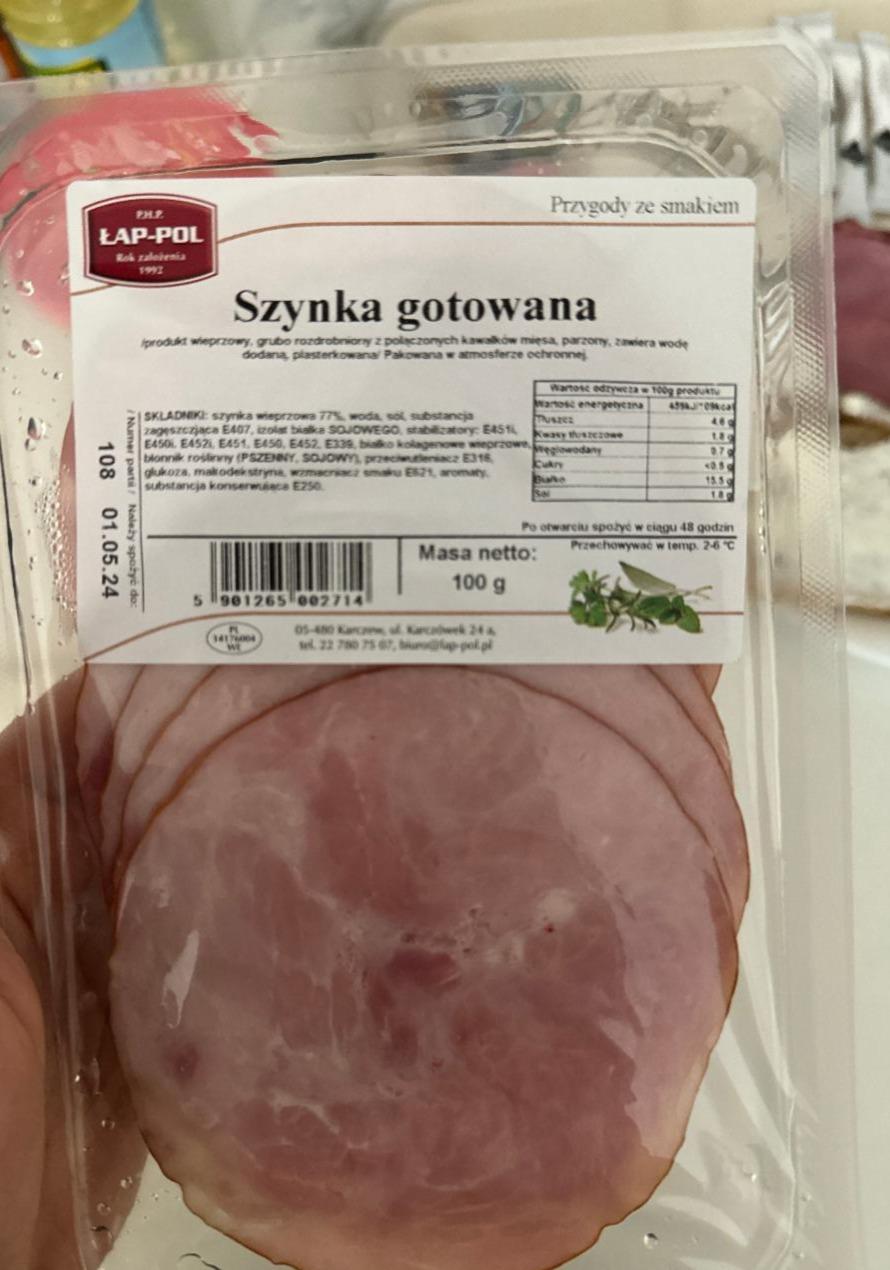 P.H.P.
ŁAP-POL
Rok założenia
1992
Przygody ze smakiem
Szynka gotowana
/produkt wieprzowy, grubo rozdrobniony z połączonych kawałków mięsa, parzony, zawiera wodę
dodaną, plasterkowana/ Pakowana w atmosferze ochronnej.
SKŁADNIKI: szynka wieprzowa 77%, woda, sól, substancja
zagęszczjąca E407, izolat białka SOJOWEGO, stabilizatory: E451i,
E450i, E452i, E451, E450, E452, E339, białko kolagenowe wieprzowe,
błonnik roślinny (PSZENNY, SOJOWY), przeciwutleniacz E316,
glukoza, maltodekstryna, wzmacniacz smaku E621, aromaty,
substancja konserwująca E250.
Wartość odżywcza w 100g produktu
Wartość energetyczna
Tłuszcz 4.6 g
Kwasy tłuszczowe 1.8 g
Węglowodany 0.7 g
Cukry <0.5 g
Białko 15.5 g
Sól 1.8 g
/ Numer partii / Należy spożyć do:
108 01.05.24
Po otwarciu spożyć w ciągu 48 godzin
Przechowywać w temp. 2-6 °C
Masa netto:
100 g
5 901265 002714
PL
14176004
WE
05-480 Karczew, ul. Karczówek 24 a,
tel. 22 780 75 07, biuro@lap-pol.pl